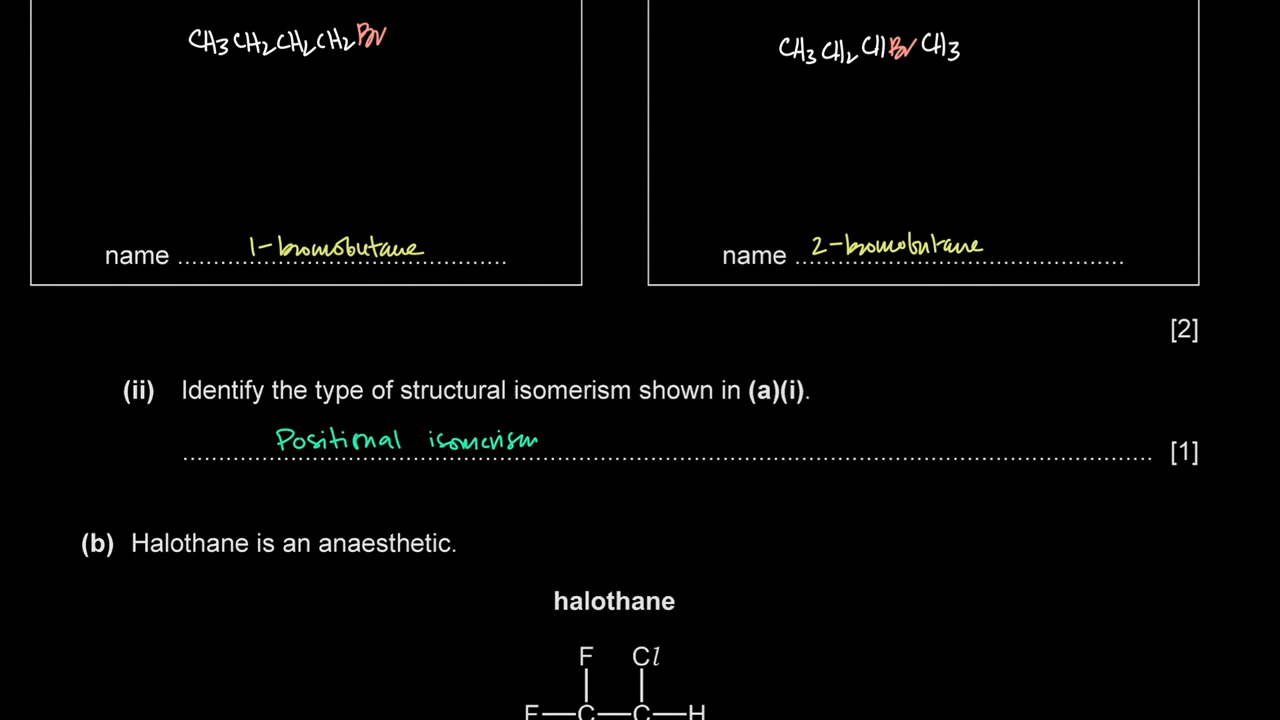 CH3CH2CH2CH2Br
CH3CH2CHBrCH3
name 1-bromobutane
name 2-bromobutane
[2]
(ii) Identify the type of structural isomerism shown in (a)(i).
Positional isomerism [1]
(b) Halothane is an anaesthetic.
halothane
F Cl
F—C—C—H